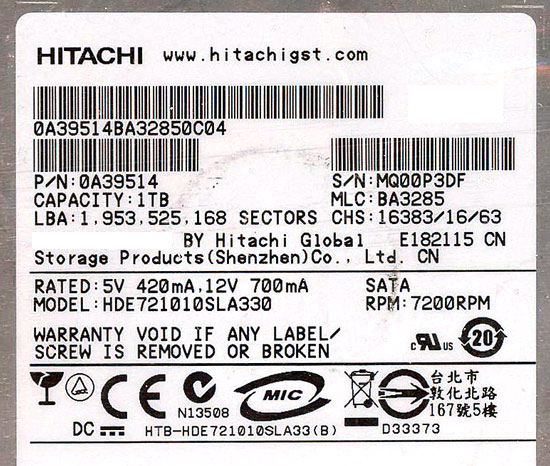 HITACHI www.hitachigst.com
0A39514BA32850C04
P/N:0A39514 S/N:MQ00P3DF
CAPACITY:1TB MLC:BA3285
LBA:1,953,525,168 SECTORS CHS:16383/16/63
BY Hitachi Global E182115 CN
Storage Products(Shenzhen)Co., Ltd. CN
RATED:5V 420mA,12V 700mA SATA
MODEL:HDE721010SLA330 RPM:7200RPM
WARRANTY VOID IF ANY LABEL/
SCREW IS REMOVED OR BROKEN
c RU US 20
CE N13508 MIC
台北市
敦化北路
167號5樓
DC HTB-HDE721010SLA33(B) D33373